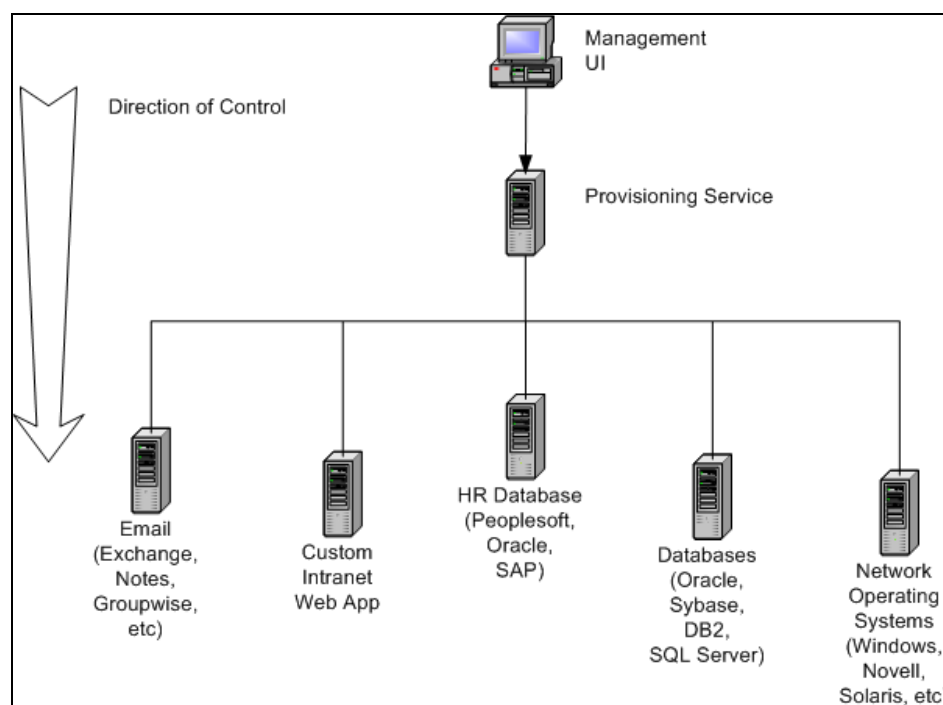 Management
UI
Direction of Control
Provisioning Service
Email
(Exchange,
Notes,
Groupwise,
etc)
Custom
Intranet
Web App
HR Database
(Peoplesoft,
Oracle,
SAP)
Databases
(Oracle,
Sybase,
DB2,
SQL Server)
Network
Operating
Systems
(Windows,
Novell,
Solaris, etc